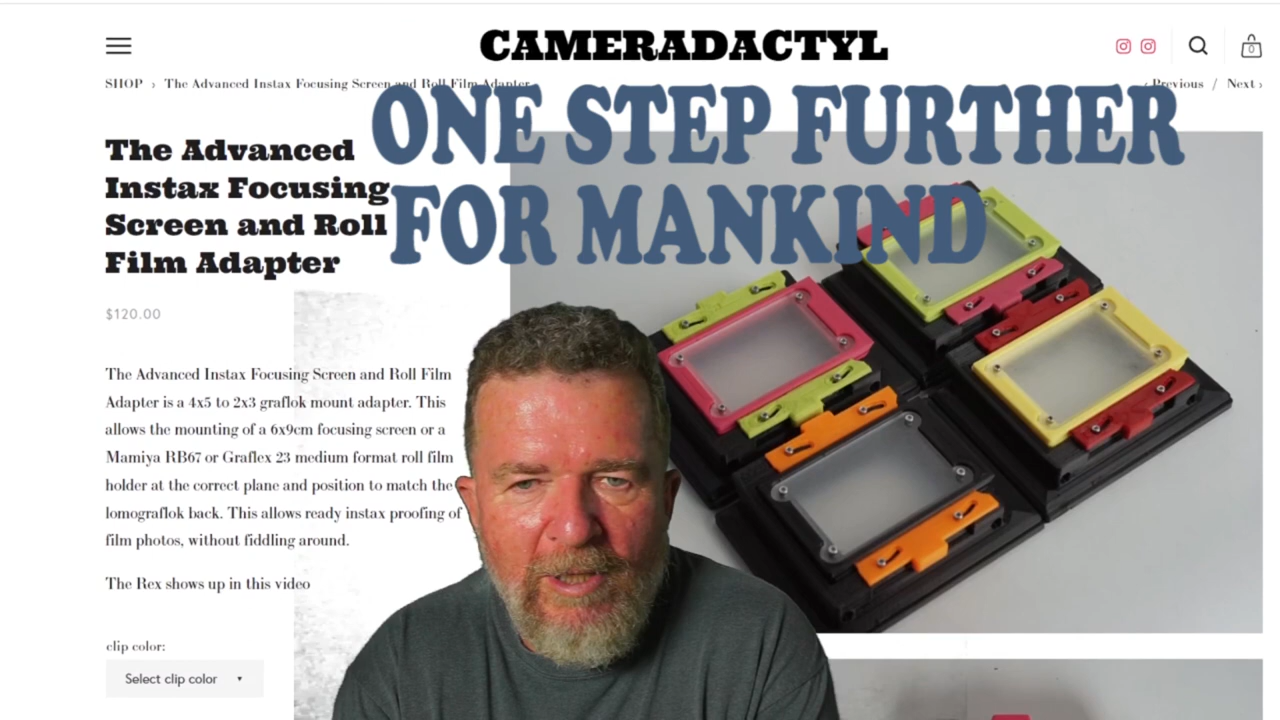 CAMERADACTYL
0
SHOP › The Advanced Instax Focusing Screen and Roll Film Adapter
‹ Previous / Next ›
ONE STEP FURTHER
FOR MANKIND
The Advanced
Instax Focusing
Screen and Roll
Film Adapter
$120.00
The Advanced Instax Focusing Screen and Roll Film
Adapter is a 4x5 to 2x3 graflok mount adapter. This
allows the mounting of a 6x9cm focusing screen or a
Mamiya RB67 or Graflex 23 medium format roll film
holder at the correct plane and position to match the
lomograflok back. This allows ready instax proofing of
film photos, without fiddling around.
The Rex shows up in this video
clip color:
Select clip color